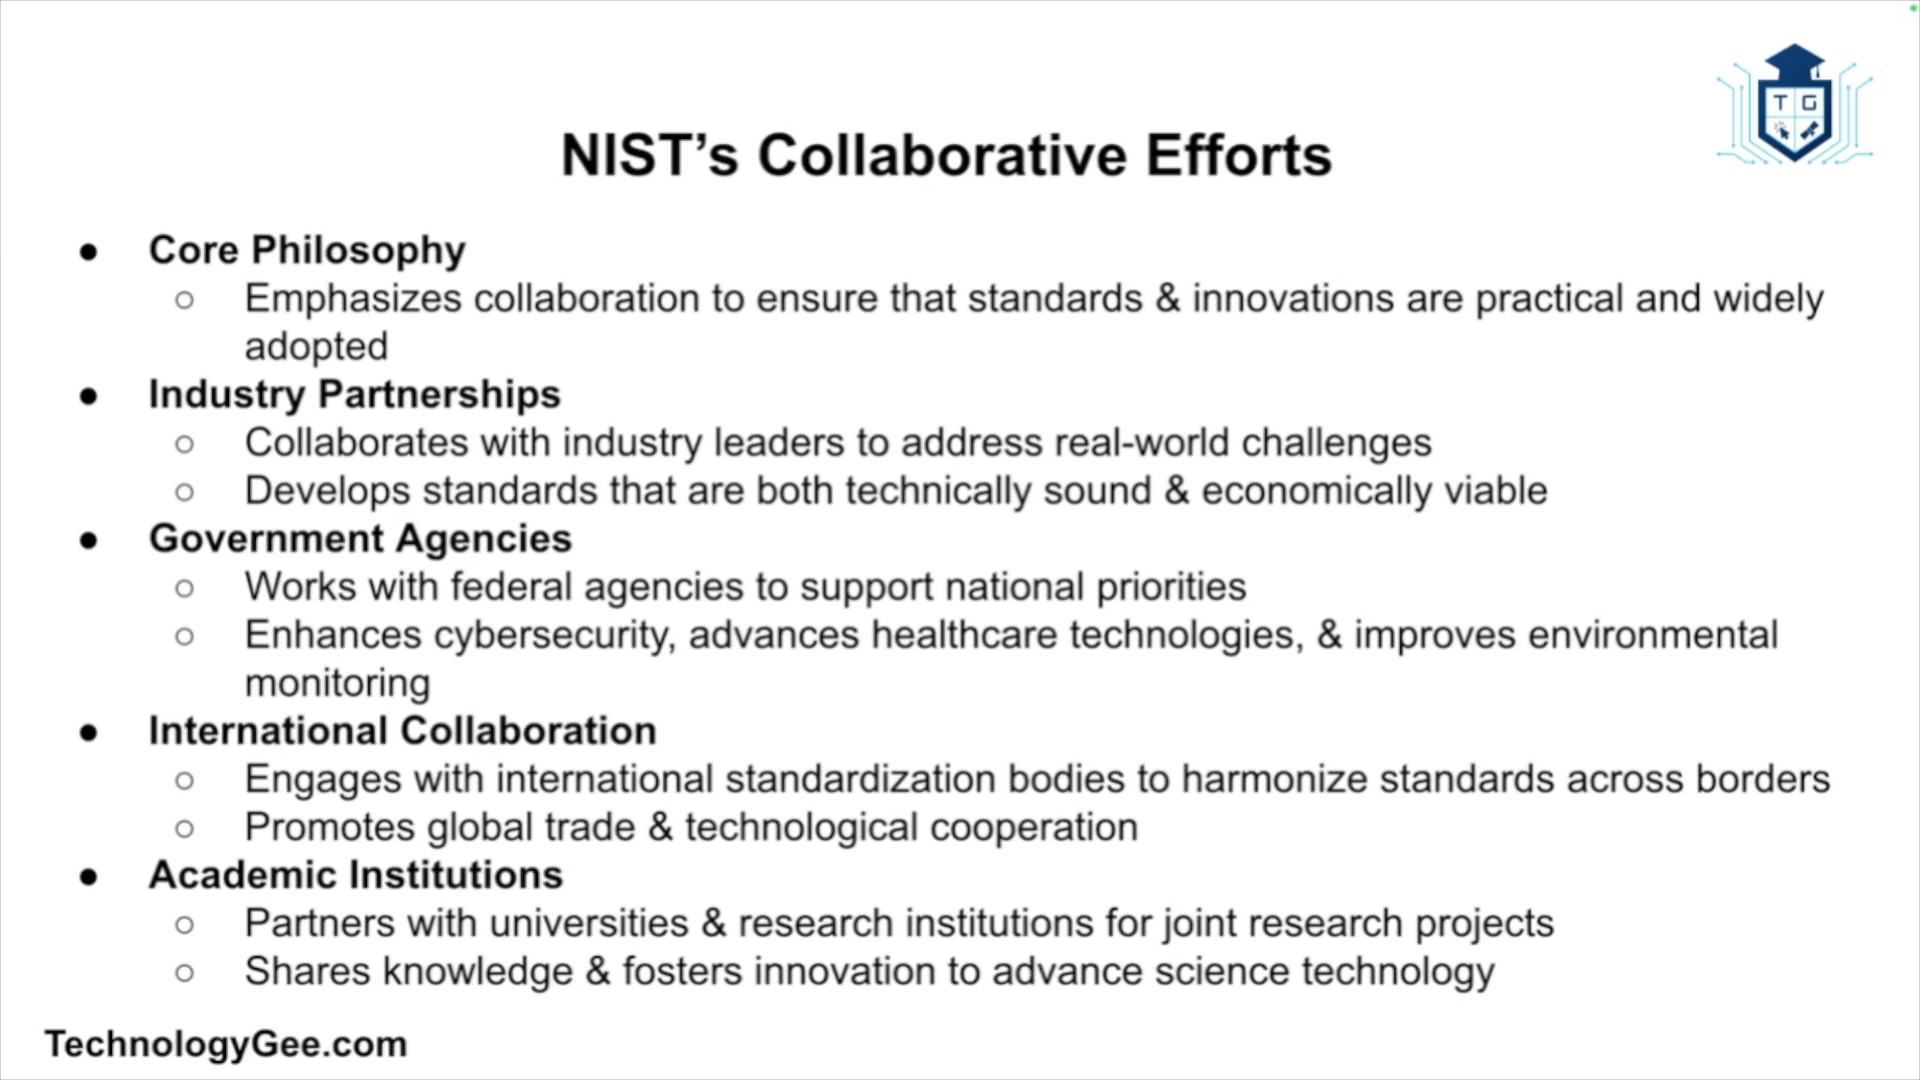 T G
NIST’s Collaborative Efforts
● Core Philosophy
○ Emphasizes collaboration to ensure that standards & innovations are practical and widely
adopted
● Industry Partnerships
○ Collaborates with industry leaders to address real-world challenges
○ Develops standards that are both technically sound & economically viable
● Government Agencies
○ Works with federal agencies to support national priorities
○ Enhances cybersecurity, advances healthcare technologies, & improves environmental
monitoring
● International Collaboration
○ Engages with international standardization bodies to harmonize standards across borders
○ Promotes global trade & technological cooperation
● Academic Institutions
○ Partners with universities & research institutions for joint research projects
○ Shares knowledge & fosters innovation to advance science technology
TechnologyGee.com